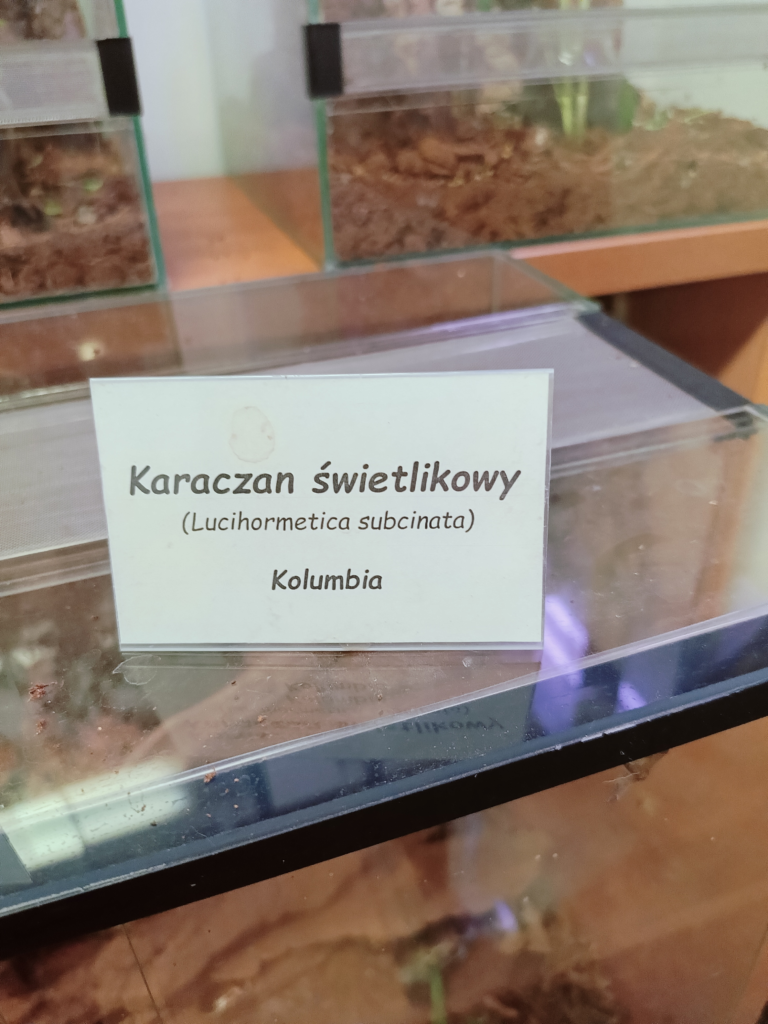 Karaczan świetlikowy
(Lucihormetica subcinata)
Kolumbia